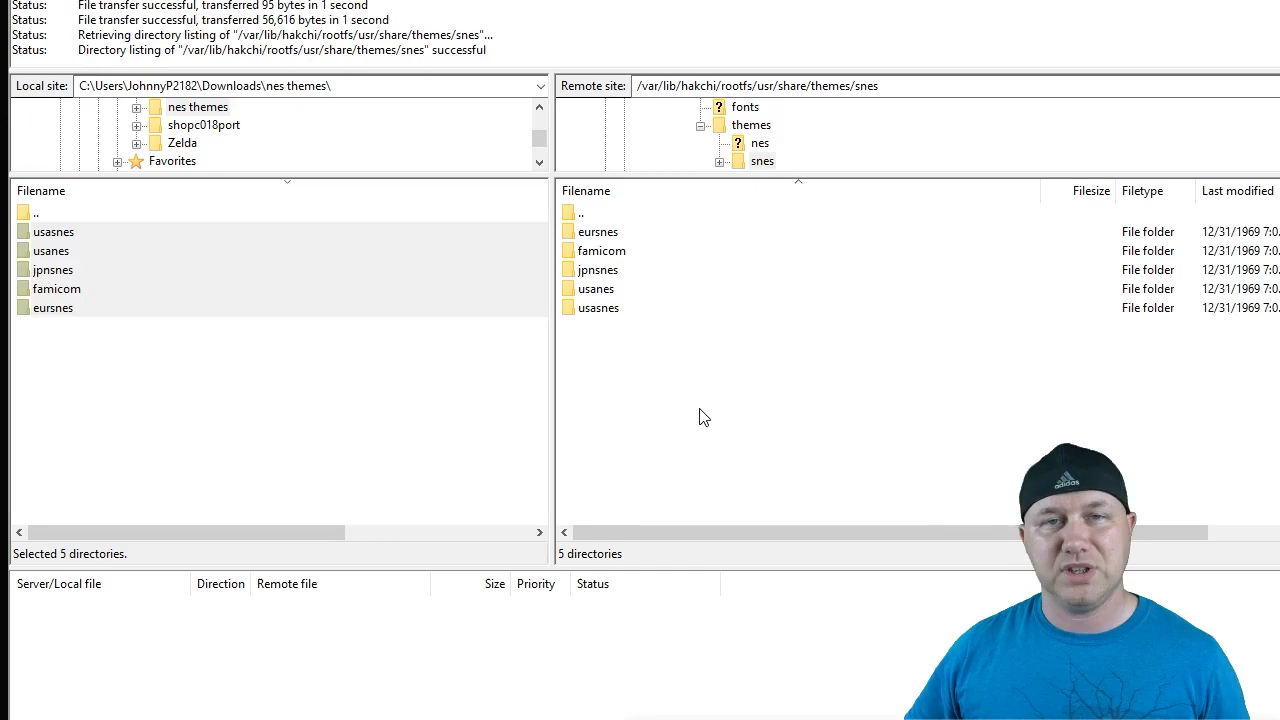 Status: File transfer successful, transferred 95 bytes in 1 second
Status: File transfer successful, transferred 56,616 bytes in 1 second
Status: Retrieving directory listing of "/var/lib/hakchi/rootfs/usr/share/themes/snes"...
Status: Directory listing of "/var/lib/hakchi/rootfs/usr/share/themes/snes" successful
Local site: C:\Users\JohnnyP2182\Downloads\nes themes\
nes themes
shopc018port
Zelda
Favorites
Remote site: /var/lib/hakchi/rootfs/usr/share/themes/snes
? fonts
themes
? nes
snes
Filename
..
usasnes
usanes
jpnsnes
famicom
eursnes
Selected 5 directories.
Filename Filesize Filetype Last modified
..
eursnes File folder 12/31/1969 7:0.
famicom File folder 12/31/1969 7:0.
jpnsnes File folder 12/31/1969 7:0.
usanes File folder 12/31/1969 7:0.
usasnes File folder 12/31/1969 7:0.
5 directories
Server/Local file Direction Remote file Size Priority Status
adidas